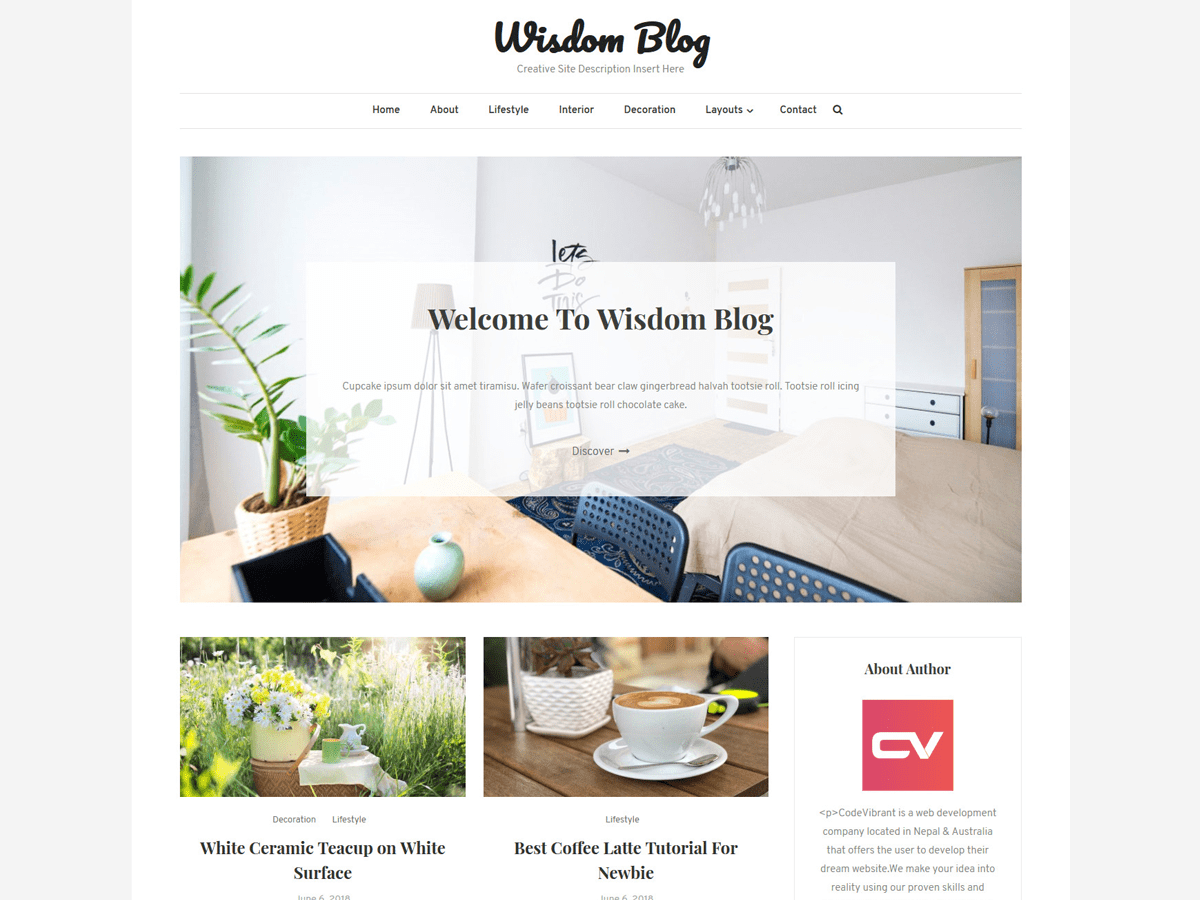 Wisdom Blog
Creative Site Description Insert Here
Home About Lifestyle Interior Decoration Layouts Contact
lets
Do
This
Welcome To Wisdom Blog
Cupcake ipsum dolor sit amet tiramisu. Wafer croissant bear claw gingerbread halvah tootsie roll. Tootsie roll icing
jelly beans tootsie roll chocolate cake.
Discover
Decoration Lifestyle
White Ceramic Teacup on White
Surface
June 6, 2018
Lifestyle
Best Coffee Latte Tutorial For
Newbie
June 6, 2018
About Author
CV
<p>CodeVibrant is a web development
company located in Nepal & Australia
that offers the user to develop their
dream website.We make your idea into
reality using our proven skills and